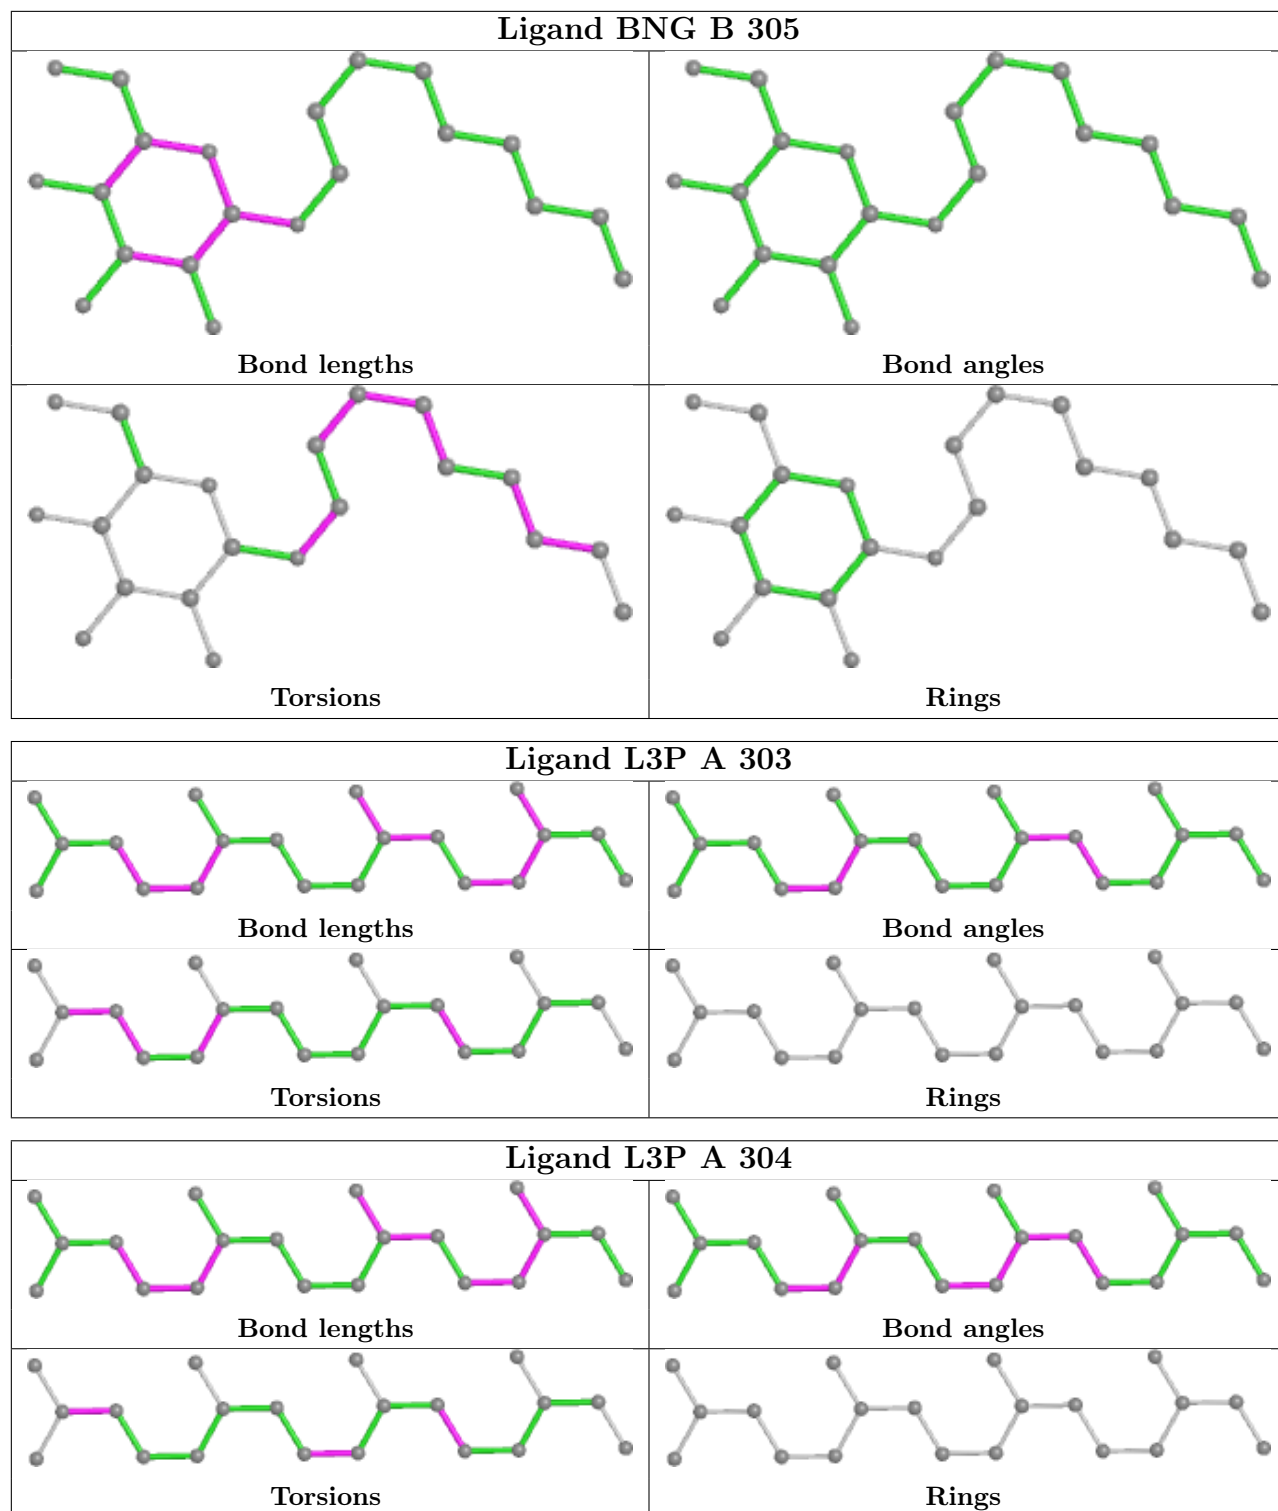 Ligand BNG B 305
Bond lengths
Bond angles
Torsions
Rings
Ligand L3P A 303
Bond lengths
Bond angles
Torsions
Rings
Ligand L3P A 304
Bond lengths
Bond angles
Torsions
Rings